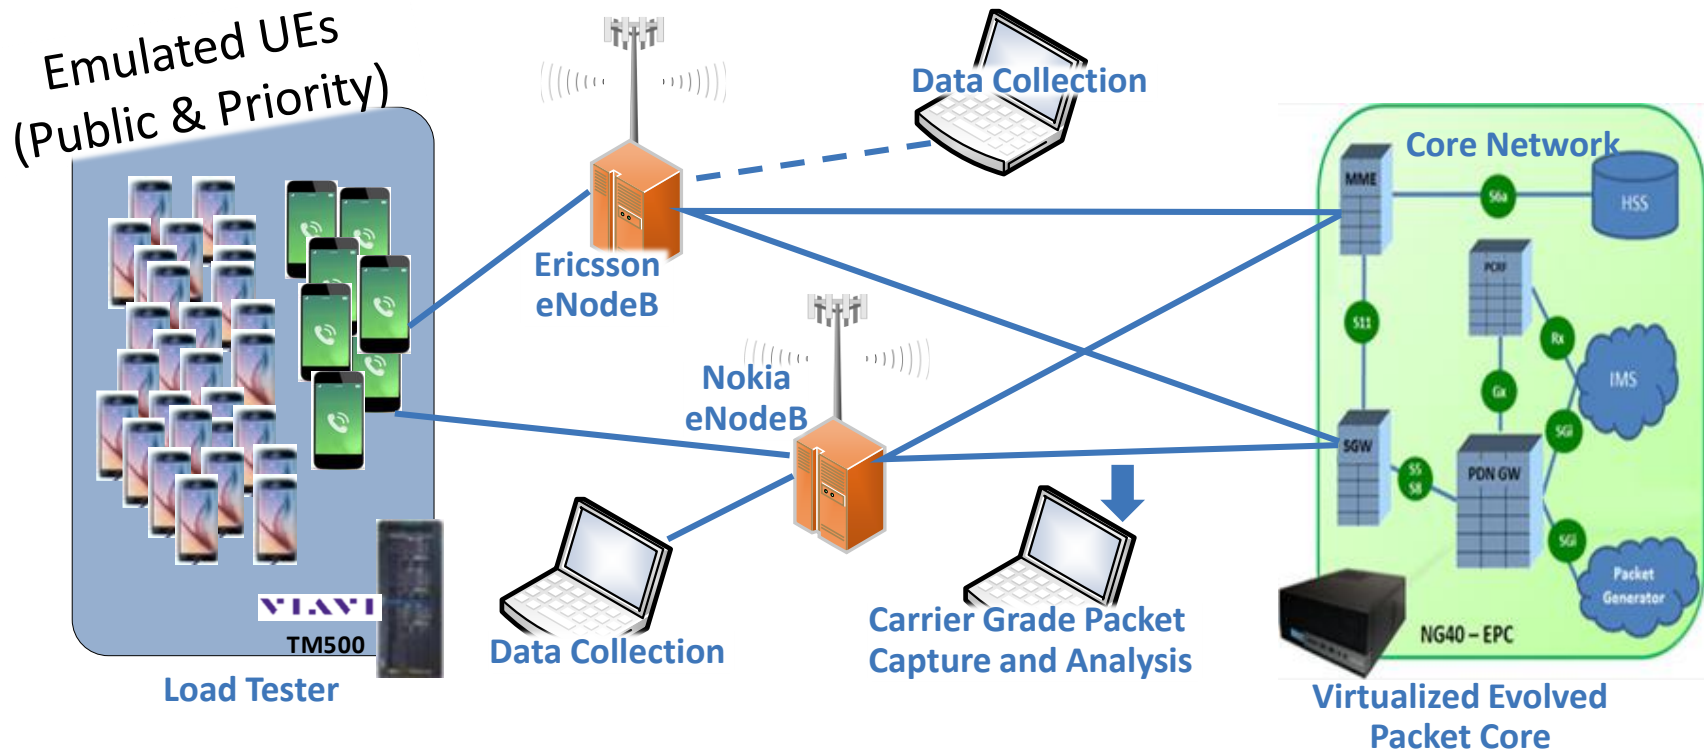 Emulated UEs
(Public & Priority)
VIAVI
TM500
Load Tester
Ericsson
eNodeB
Nokia
eNodeB
Data Collection
Data Collection
Carrier Grade Packet
Capture and Analysis
Core Network
MME
S6a
HSS
PCRF
S11
Rx
IMS
Gx
SGi
SGW
S5
S8
PDN GW
SGi
Packet
Generator
NG40 – EPC
Virtualized Evolved
Packet Core